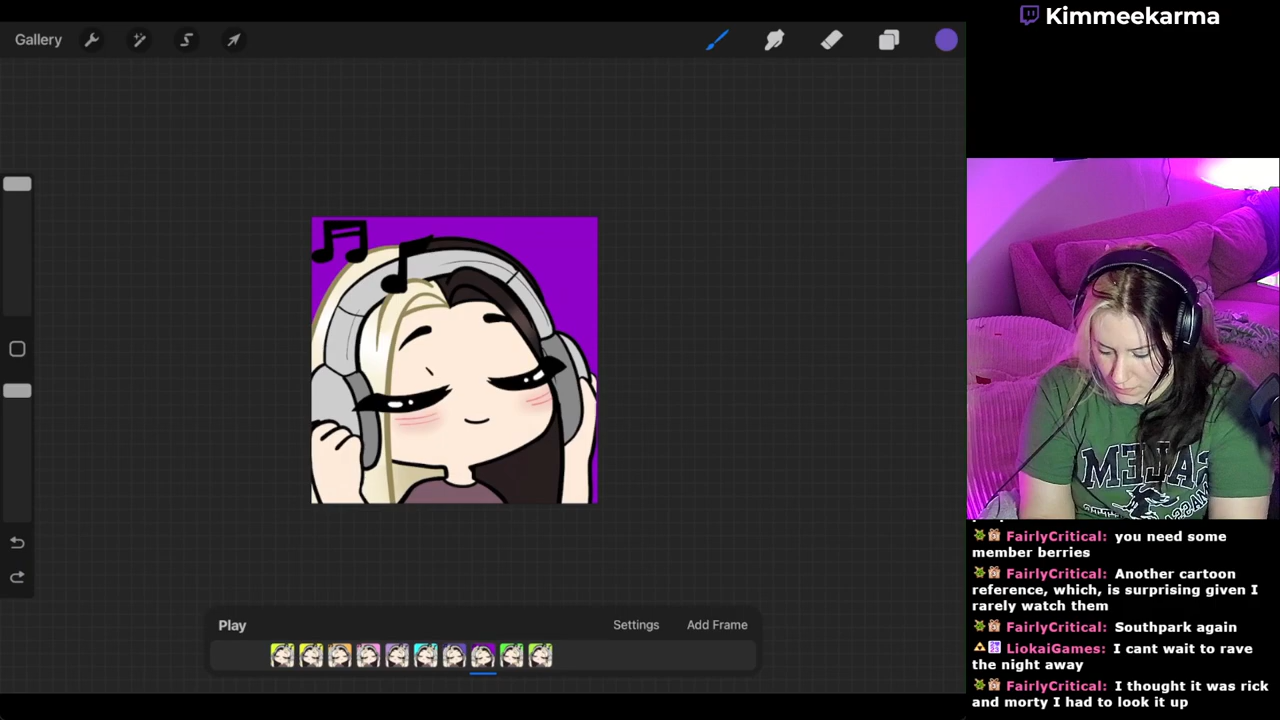 Kimmeekarma
Gallery
SALEM
Play
Settings
Add Frame
FairlyCritical: you need some
member berries
FairlyCritical: Another cartoon
reference, which, is surprising given I
rarely watch them
FairlyCritical: Southpark again
LiokaiGames: I cant wait to rave
the night away
FairlyCritical: I thought it was rick
and morty I had to look it up